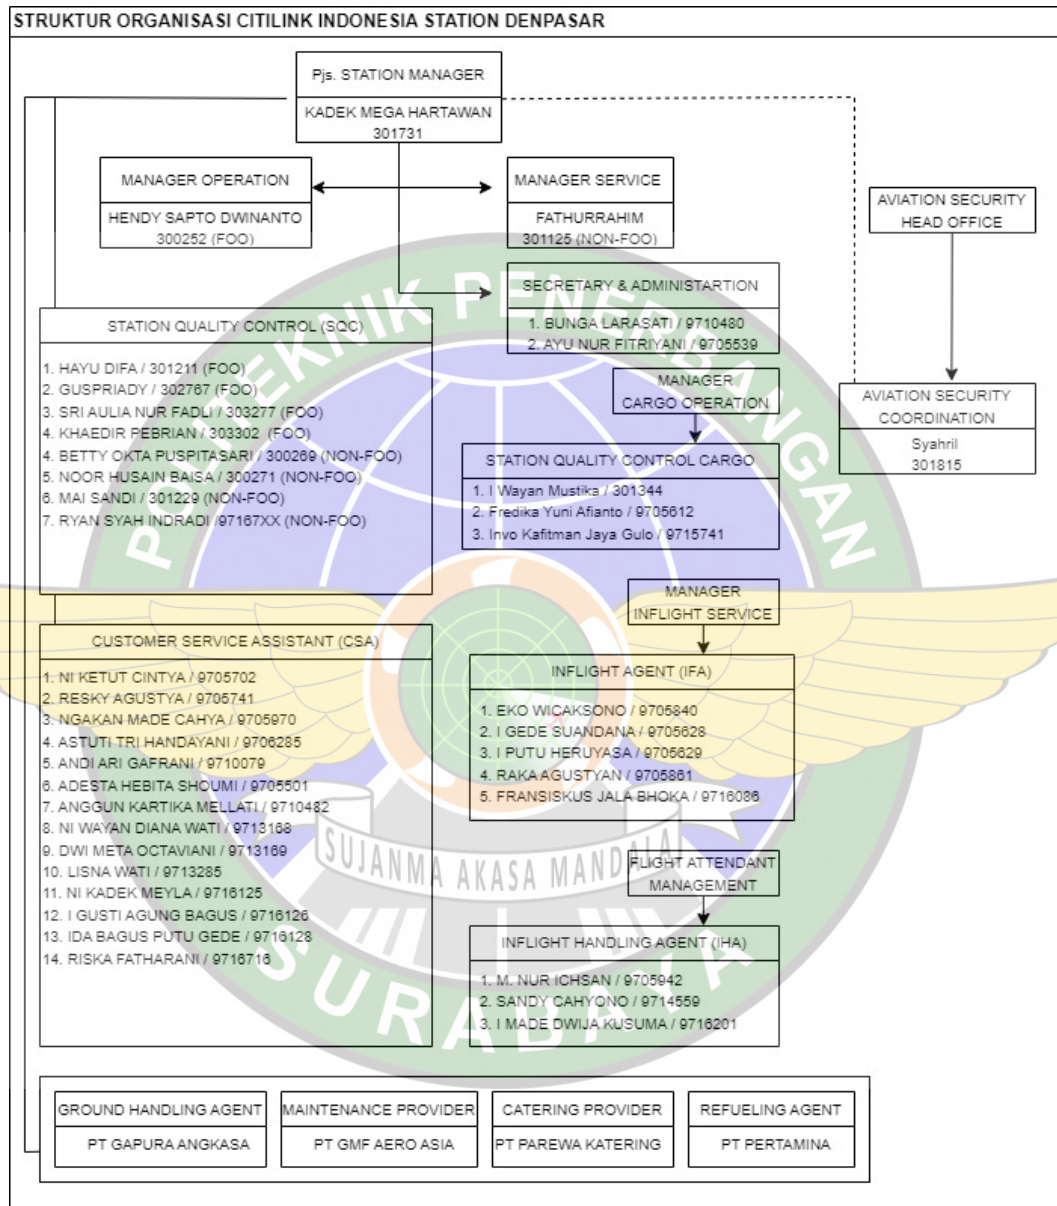 STRUKTUR ORGANISASI CITILINK INDONESIA STATION DENPASAR
Pjs. STATION MANAGER
KADEK MEGA HARTAWAN
301731
MANAGER OPERATION
HENDY SAPTO DWINANTO
300252 (FOO)
MANAGER SERVICE
FATHURRAHIM
301125 (NON-FOO)
AVIATION SECURITY
HEAD OFFICE
SECRETARY & ADMINISTARTION
1. BUNGA LARASATI / 9710480
2. AYU NUR FITRIYANI / 9705539
STATION QUALITY CONTROL (SQC)
1. HAYU DIFA / 301211 (FOO)
2. GUSPRIADY / 302767 (FOO)
3. SRI AULIA NUR FADLI / 303277 (FOO)
4. KHAEDIR PEBRIAN / 303302 (FOO)
4. BETTY OKTA PUSPITASARI / 300269 (NON-FOO)
5. NOOR HUSAIN BAISA / 300271 (NON-FOO)
6. MAI SANDI / 301229 (NON-FOO)
7. RYAN SYAH INDRADI /97167XX (NON-FOO)
MANAGER
CARGO OPERATION
AVIATION SECURITY
COORDINATION
Syahril
301815
STATION QUALITY CONTROL CARGO
1. I Wayan Mustika / 301344
2. Fredika Yuni Afianto / 9705612
3. Invo Kafitman Jaya Gulo / 9715741
MANAGER
INFLIGHT SERVICE
CUSTOMER SERVICE ASSISTANT (CSA)
1. NI KETUT CINTYA / 9705702
2. RESKY AGUSTYA / 9705741
3. NGAKAN MADE CAHYA / 9705970
4. ASTUTI TRI HANDAYANI / 9706285
5. ANDI ARI GAFRANI / 9710079
6. ADESTA HEBITA SHOUMI / 9705501
7. ANGGUN KARTIKA MELLATI / 9710482
8. NI WAYAN DIANA WATI / 9713168
9. DWI META OCTAVIANI / 9713169
10. LISNA WATI / 9713285
11. NI KADEK MEYLA / 9716125
12. I GUSTI AGUNG BAGUS / 9716126
13. IDA BAGUS PUTU GEDE / 9716128
14. RISKA FATHARANI / 9716716
INFLIGHT AGENT (IFA)
1. EKO WICAKSONO / 9705840
2. I GEDE SUANDANA / 9705628
3. I PUTU HERUYASA / 9705629
4. RAKA AGUSTYAN / 9705861
5. FRANSISKUS JALA BHOKA / 9716086
FLIGHT ATTENDANT
MANAGEMENT
INFLIGHT HANDLING AGENT (IHA)
1. M. NUR ICHSAN / 9705942
2. SANDY CAHYONO / 9714559
3. I MADE DWIJA KUSUMA / 9716201
GROUND HANDLING AGENT
PT GAPURA ANGKASA
MAINTENANCE PROVIDER
PT GMF AERO ASIA
CATERING PROVIDER
PT PAREWA KATERING
REFUELING AGENT
PT PERTAMINA
POLITEKNIK PENERBANGAN
SUJANMA AKASA MANDALA
SURABAYA